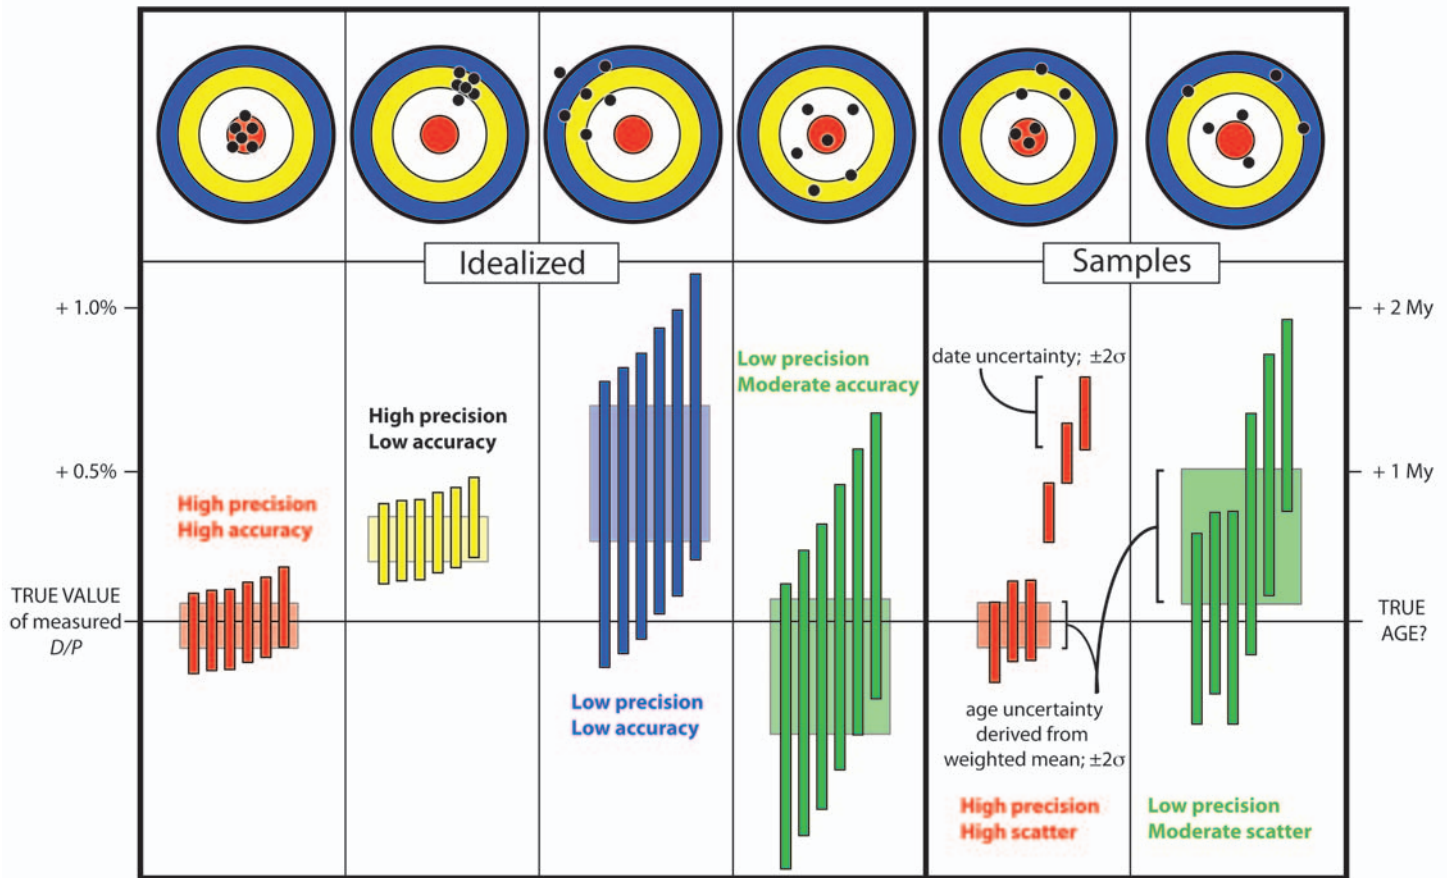 Idealized
Samples
+ 1.0%
+ 0.5%
TRUE VALUE
of measured
D/P
High precision
High accuracy
High precision
Low accuracy
Low precision
Low accuracy
Low precision
Moderate accuracy
date uncertainty; ±2σ
age uncertainty
derived from
weighted mean; ±2σ
High precision
High scatter
Low precision
Moderate scatter
+ 2 My
+ 1 My
TRUE
AGE?